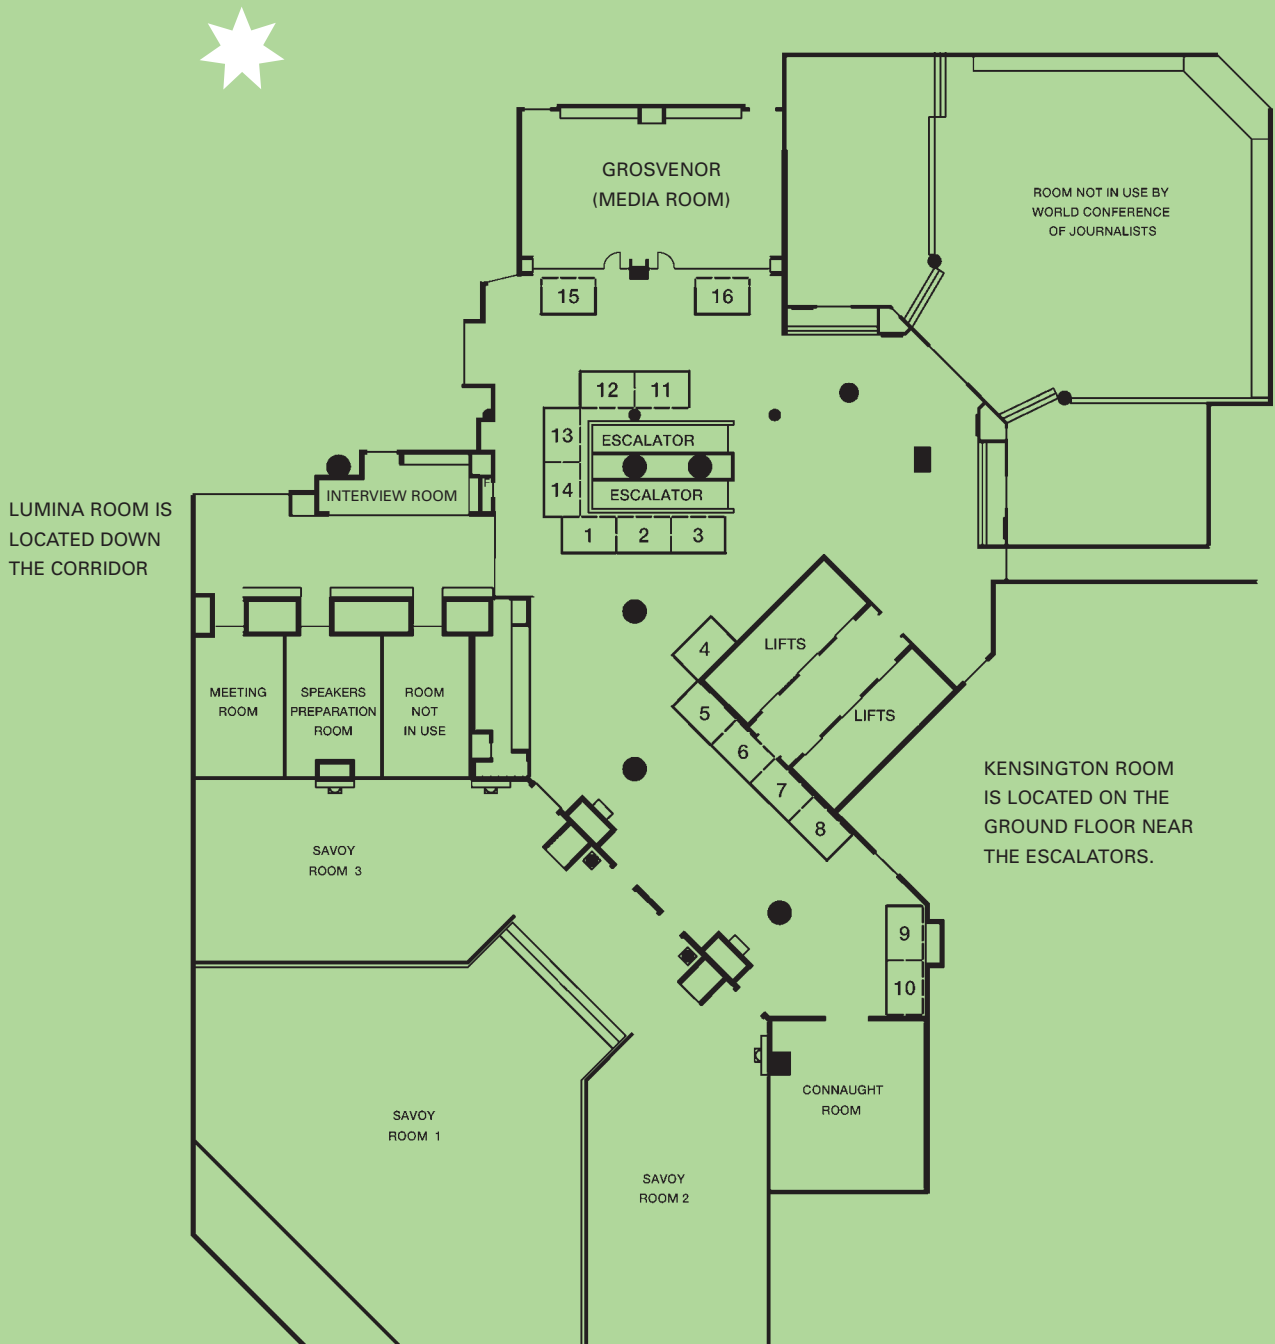 GROSVENOR
(MEDIA ROOM)
ROOM NOT IN USE BY
WORLD CONFERENCE
OF JOURNALISTS
15
16
12
11
13
ESCALATOR
14
ESCALATOR
INTERVIEW ROOM
F
LUMINA ROOM IS
LOCATED DOWN
THE CORRIDOR
1
2
3
4
LIFTS
5
LIFTS
6
7
8
MEETING
ROOM
SPEAKERS
PREPARATION
ROOM
ROOM
NOT
IN USE
KENSINGTON ROOM
IS LOCATED ON THE
GROUND FLOOR NEAR
THE ESCALATORS.
SAVOY
ROOM 3
9
10
CONNAUGHT
ROOM
SAVOY
ROOM 1
SAVOY
ROOM 2